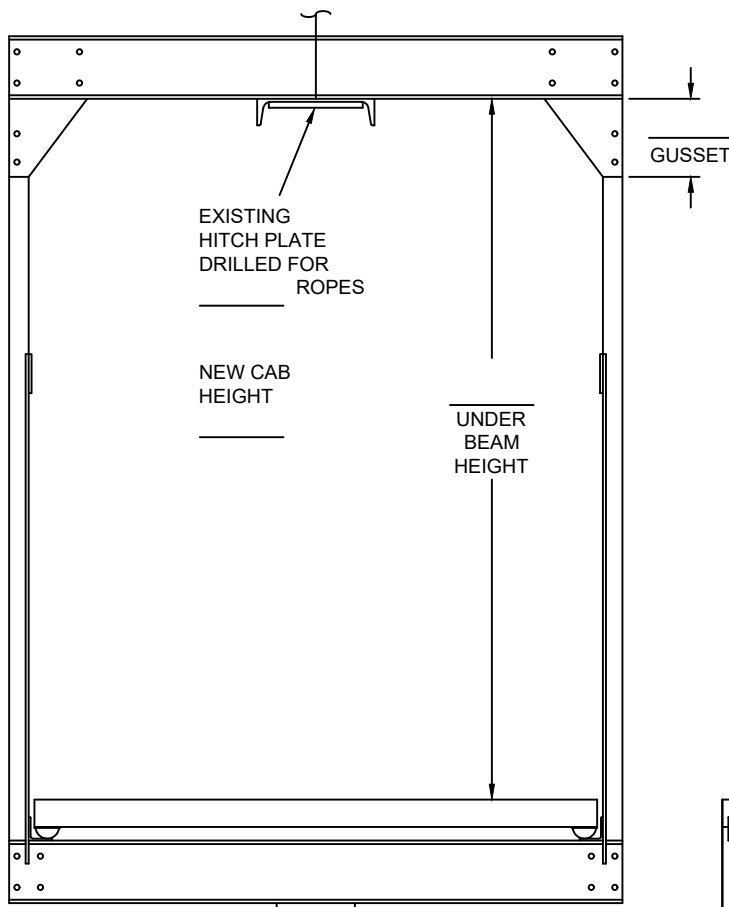 GUSSET
EXISTING
HITCH PLATE
DRILLED FOR
ROPES
NEW CAB
HEIGHT
UNDER
BEAM
HEIGHT